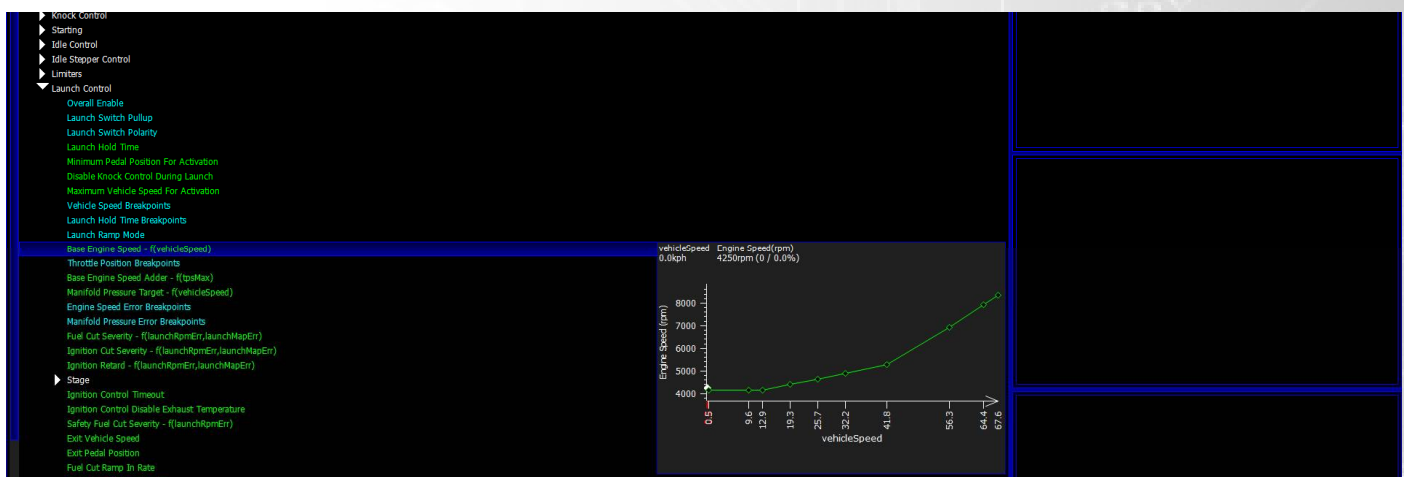 Knock Control
Starting
Idle Control
Idle Stepper Control
Limiters
Launch Control
Overall Enable
Launch Switch Pullup
Launch Switch Polarity
Launch Hold Time
Minimum Pedal Position For Activation
Disable Knock Control During Launch
Maximum Vehicle Speed For Activation
Vehicle Speed Breakpoints
Launch Hold Time Breakpoints
Launch Ramp Mode
Base Engine Speed - f(vehicleSpeed)
Throttle Position Breakpoints
Base Engine Speed Adder - f(tpsMax)
Manifold Pressure Target - f(vehicleSpeed)
Engine Speed Error Breakpoints
Manifold Pressure Error Breakpoints
Fuel Cut Severity - f(launchRpmErr,launchMapErr)
Ignition Cut Severity - f(launchRpmErr,launchMapErr)
Ignition Retard - f(launchRpmErr,launchMapErr)
Stage
Ignition Control Timeout
Ignition Control Disable Exhaust Temperature
Safety Fuel Cut Severity - f(launchRpmErr)
Exit Vehicle Speed
Exit Pedal Position
Fuel Cut Ramp In Rate
vehicleSpeed Engine Speed(rpm)
0.0kph 4250rpm (0 / 0.0%)
Engine Speed (rpm)
8000
7000
6000
5000
4000
0.5 9.6 12.9 19.3 25.7 32.2 41.8 56.3 64.4 67.6
vehicleSpeed